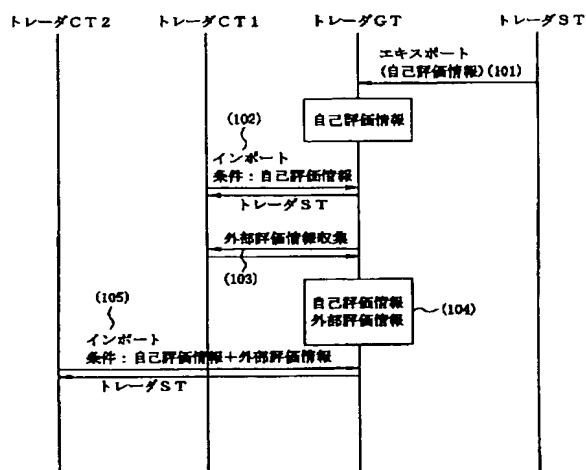 トレーダCT2
トレーダCT1
トレーダGT
トレーダST
エキスポート
(自己評価情報)(101)
自己評価情報
(102)
インポート
条件：自己評価情報
トレーダST
外部評価情報収集
(103)
自己評価情報
外部評価情報
(104)
(105)
インポート
条件：自己評価情報＋外部評価情報
トレーダST